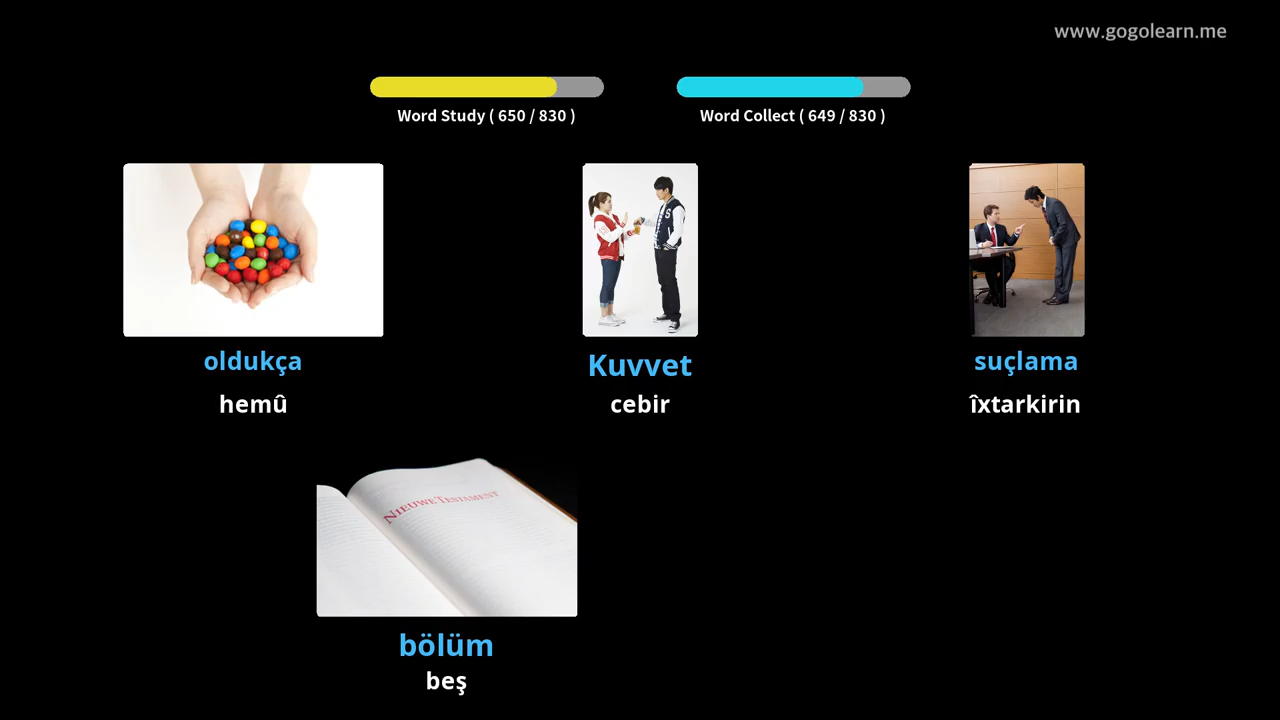 www.gogolearn.me
Word Study ( 650 / 830 )
Word Collect ( 649 / 830 )
oldukça
hemû
Kuvvet
cebir
suçlama
îxtarkirin
NIEUWE TESTAMENT
bölüm
beş